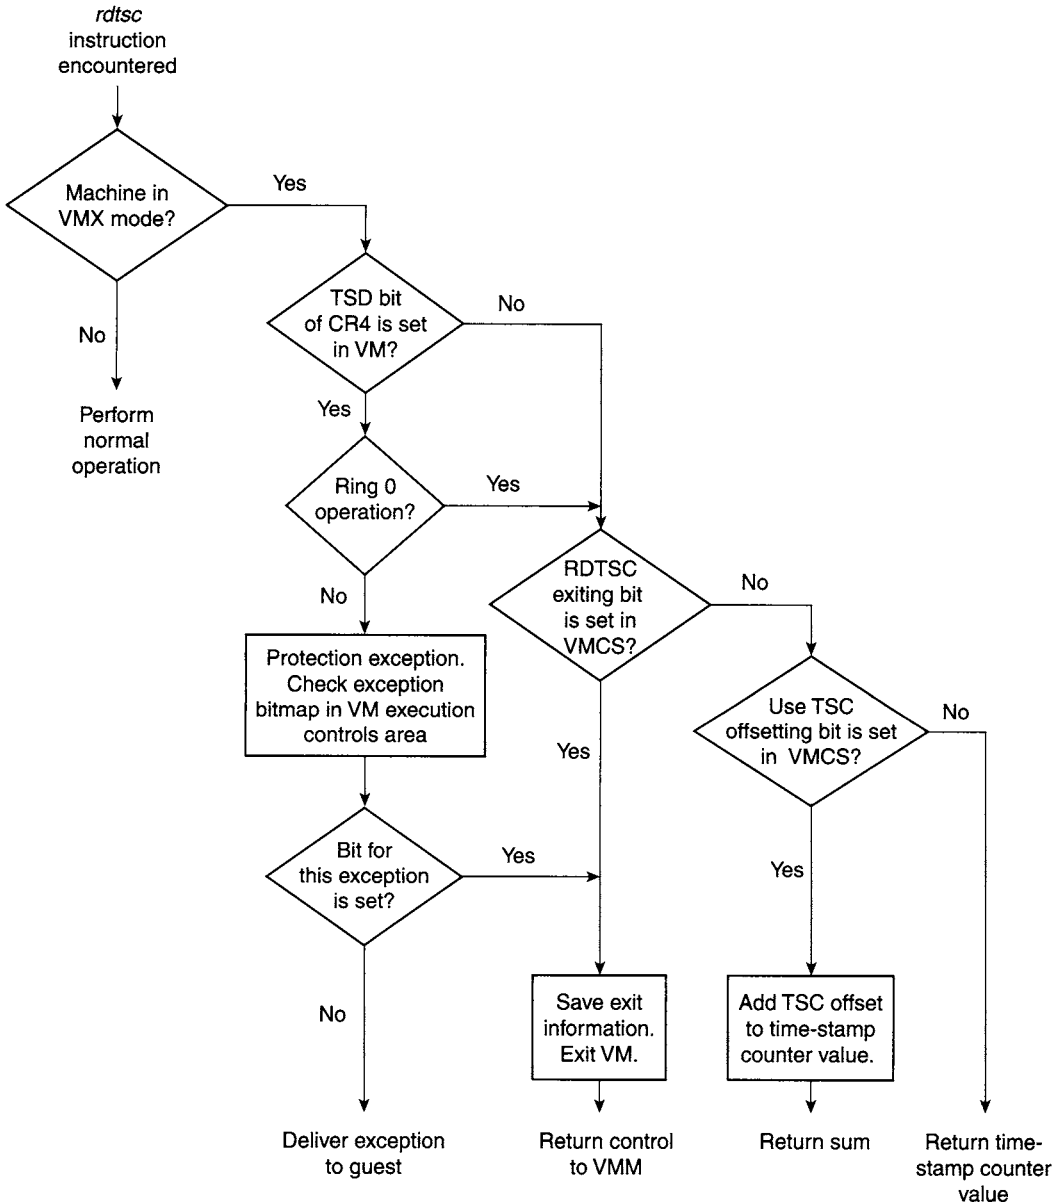 rdtsc
instruction
encountered
Machine in
VMX mode?
Yes
No
Perform
normal
operation
TSD bit
of CR4 is set
in VM?
No
Yes
Ring 0
operation?
Yes
No
Protection exception.
Check exception
bitmap in VM execution
controls area
Bit for
this exception
is set?
Yes
No
Deliver exception
to guest
RDTSC
exiting bit
is set in
VMCS?
No
Yes
Save exit
information.
Exit VM.
Return control
to VMM
Use TSC
offsetting bit is set
in VMCS?
No
Yes
Add TSC offset
to time-stamp
counter value.
Return sum
Return time-
stamp counter
value